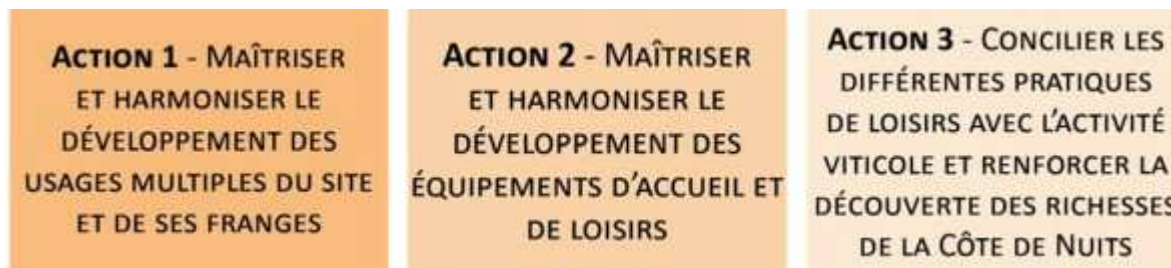 ACTION 1 - MAÎTRISER
ET HARMONISER LE
DÉVELOPPEMENT DES
USAGES MULTIPLES DU SITE
ET DE SES FRANGES
ACTION 2 - MAÎTRISER
ET HARMONISER LE
DÉVELOPPEMENT DES
ÉQUIPEMENTS D'ACCUEIL ET
DE LOISIRS
ACTION 3 - CONCILIER LES
DIFFÉRENTES PRATIQUES
DE LOISIRS AVEC L'ACTIVITÉ
VITICOLE ET RENFORCER LA
DÉCOUVERTE DES RICHESSES
DE LA CÔTE DE NUITS